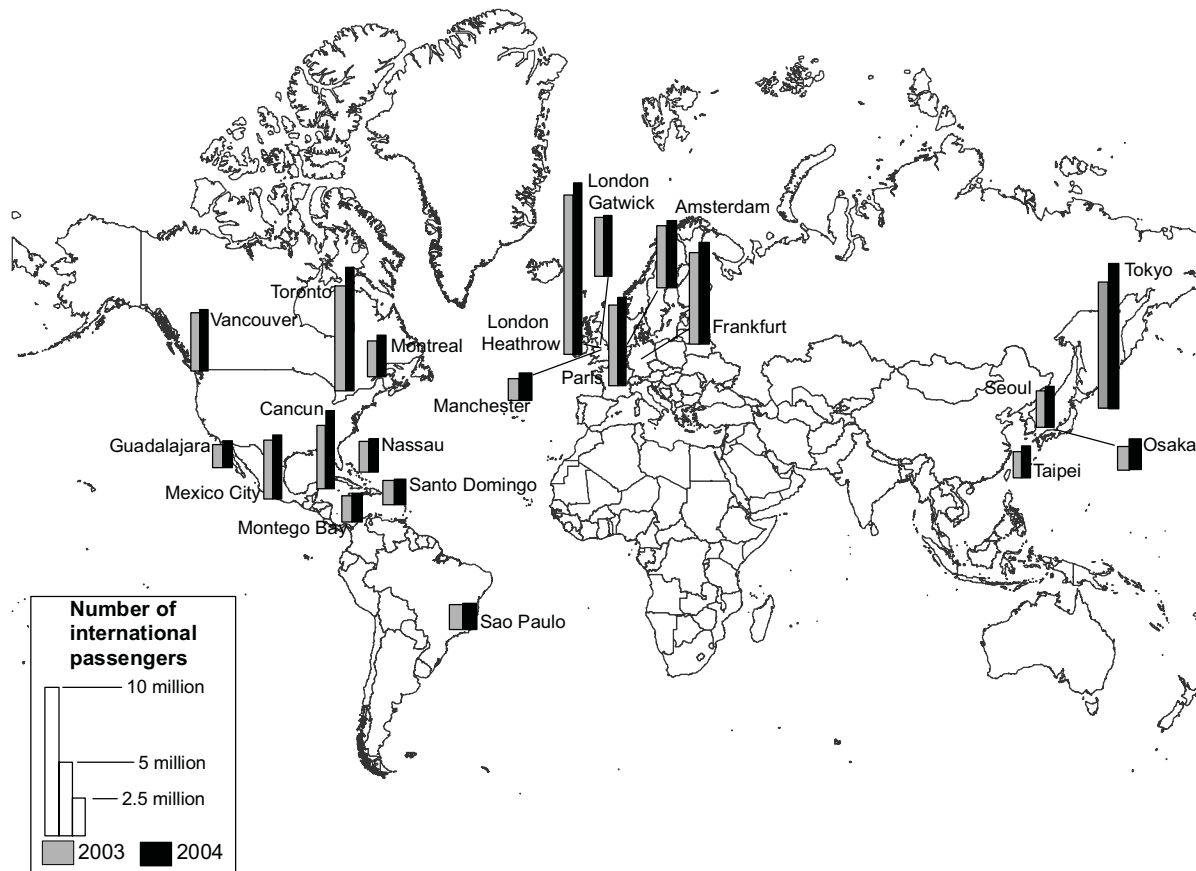 London
Gatwick
Amsterdam
Tokyo
Toronto
Vancouver
Montreal
London
Heathrow
Frankfurt
Paris
Manchester
Seoul
Cancun
Guadalajara
Nassau
Osaka
Taipei
Mexico City
Santo Domingo
Montego Bay
Sao Paulo
Number of
international
passengers
10 million
5 million
2.5 million
2003 2004